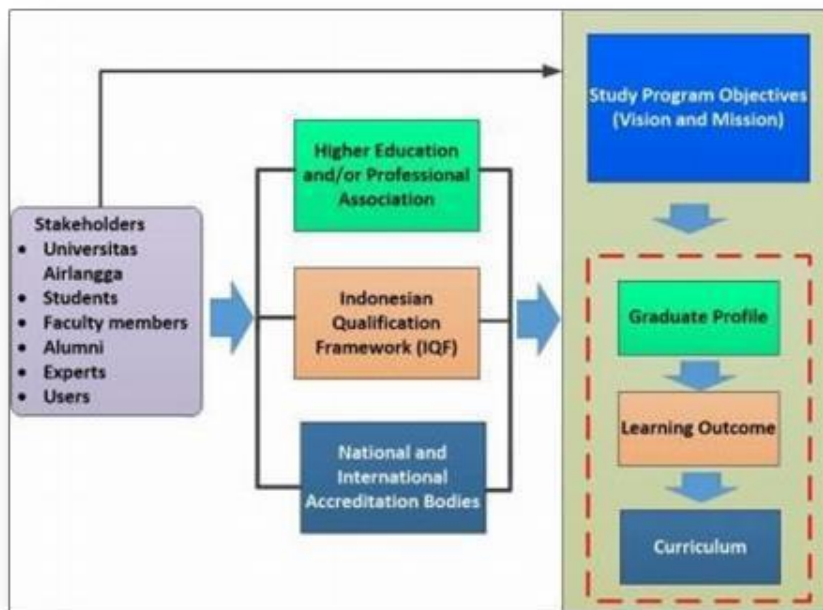 Stakeholders
• Universitas
Airlangga
• Students
• Faculty members
• Alumni
• Experts
• Users
Higher Education
and/or Professional
Association
Indonesian
Qualification
Framework (IQF)
National and
International
Accreditation Bodies
Study Program Objectives
(Vision and Mission)
Graduate Profile
Learning Outcome
Curriculum